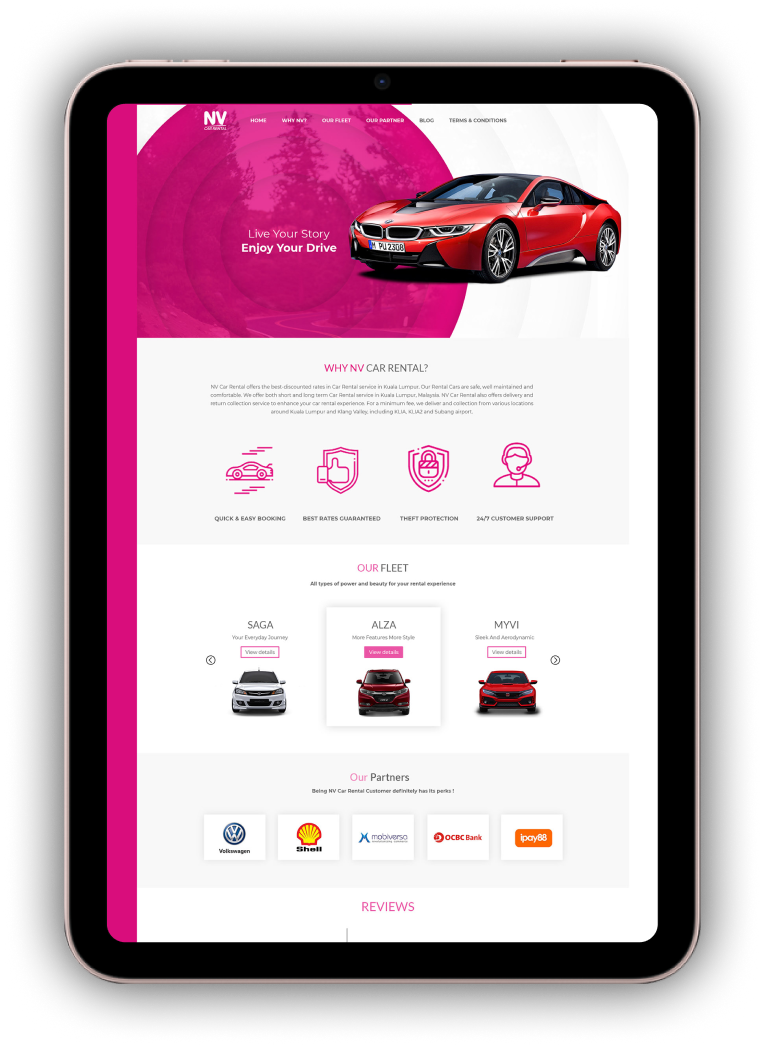 NV
CAR RENTAL
HOME WHY NV? OUR FLEET OUR PARTNER BLOG TERMS & CONDITIONS
Live Your Story
Enjoy Your Drive
M PU 2308
WHY NV CAR RENTAL?
NV Car Rental offers the best-discounted rates in Car Rental service in Kuala Lumpur. Our Rental Cars are safe, well maintained and
comfortable. We offer both short and long term Car Rental service in Kuala Lumpur, Malaysia. NV Car Rental also offers delivery and
return collection service to enhance your car rental experience. For a minimum fee, we deliver and collection from various locations
around Kuala Lumpur and Klang Valley, including KLIA, KLIA2 and Subang airport.
QUICK & EASY BOOKING BEST RATES GUARANTEED THEFT PROTECTION 24/7 CUSTOMER SUPPORT
OUR FLEET
All types of power and beauty for your rental experience
SAGA ALZA MYVI
Your Everyday Journey More Features More Style Sleek And Aerodynamic
View details View details View details
Our Partners
Being NV Car Rental Customer definitely has its perks !
Volkswagen Shell mobiversa OCBC Bank ipay88
REVIEWS